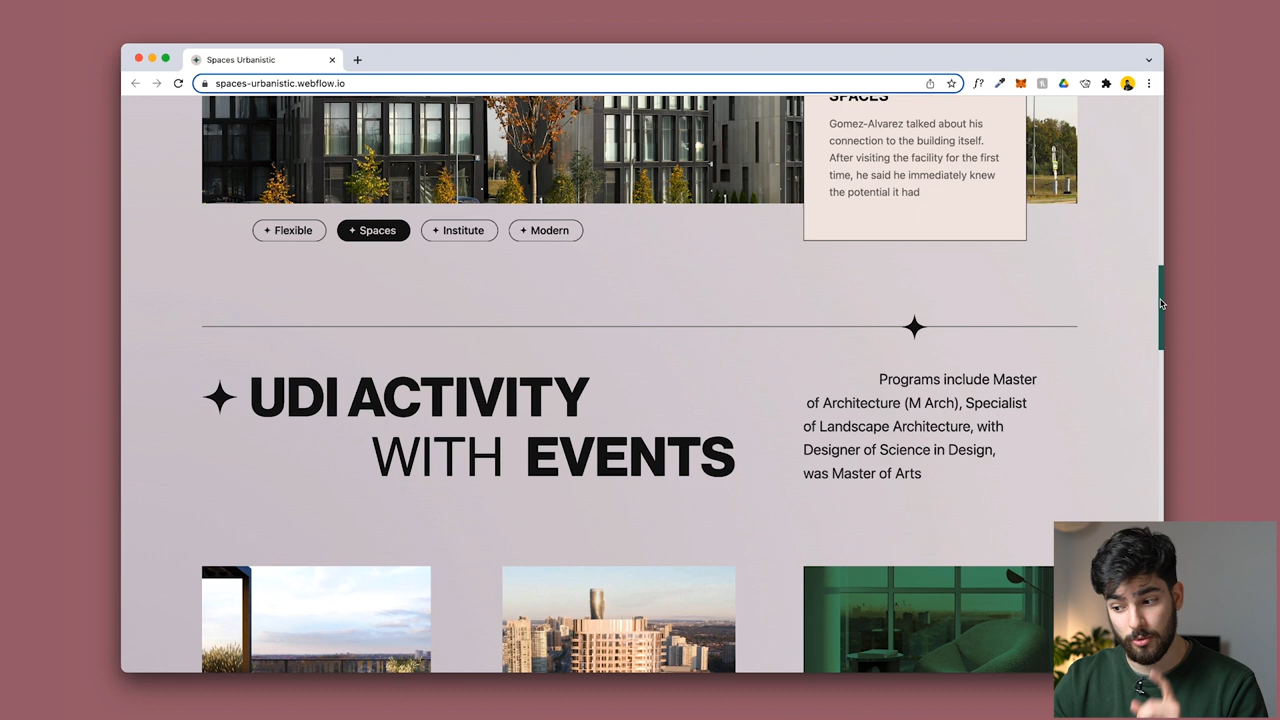 Spaces Urbanistic
spaces-urbanistic.webflow.io
SPACES
Gomez-Alvarez talked about his
connection to the building itself.
After visiting the facility for the first
time, he said he immediately knew
the potential it had
Flexible
Spaces
Institute
Modern
UDI ACTIVITY
WITH EVENTS
Programs include Master
of Architecture (M Arch), Specialist
of Landscape Architecture, with
Designer of Science in Design,
was Master of Arts